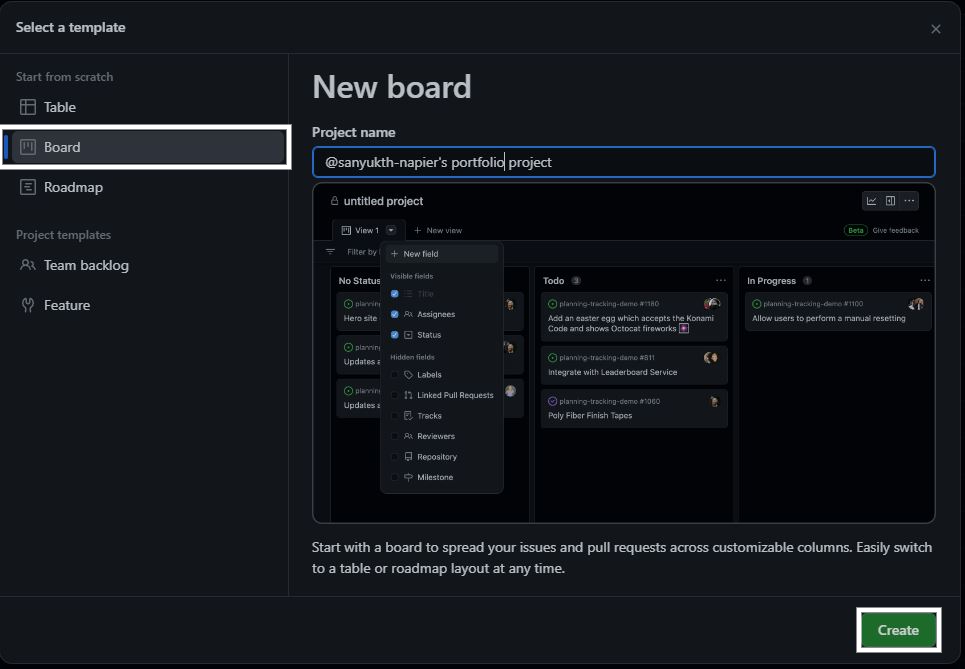 Select a template
Start from scratch
Table
Board
Roadmap
Project templates
Team backlog
Feature
New board
Project name
@sanyukth-napier's portfolio project
untitled project
View 1
New view
Beta Give feedback
Filter by
New field
Visible fields
Title
Assignees
Status
Hidden fields
Labels
Linked Pull Requests
Tracks
Reviewers
Repository
Milestone
No Status
plannin
Hero site
plannin
Updates a
plannin
Updates a
Todo 3
planning-tracking-demo #1180
Add an easter egg which accepts the Konami
Code and shows Octocat fireworks
planning-tracking-demo #811
Integrate with Leaderboard Service
planning-tracking-demo #1060
Poly Fiber Finish Tapes
In Progress 1
planning-tracking-demo #1100
Allow users to perform a manual resetting
Start with a board to spread your issues and pull requests across customizable columns. Easily switch
to a table or roadmap layout at any time.
Create